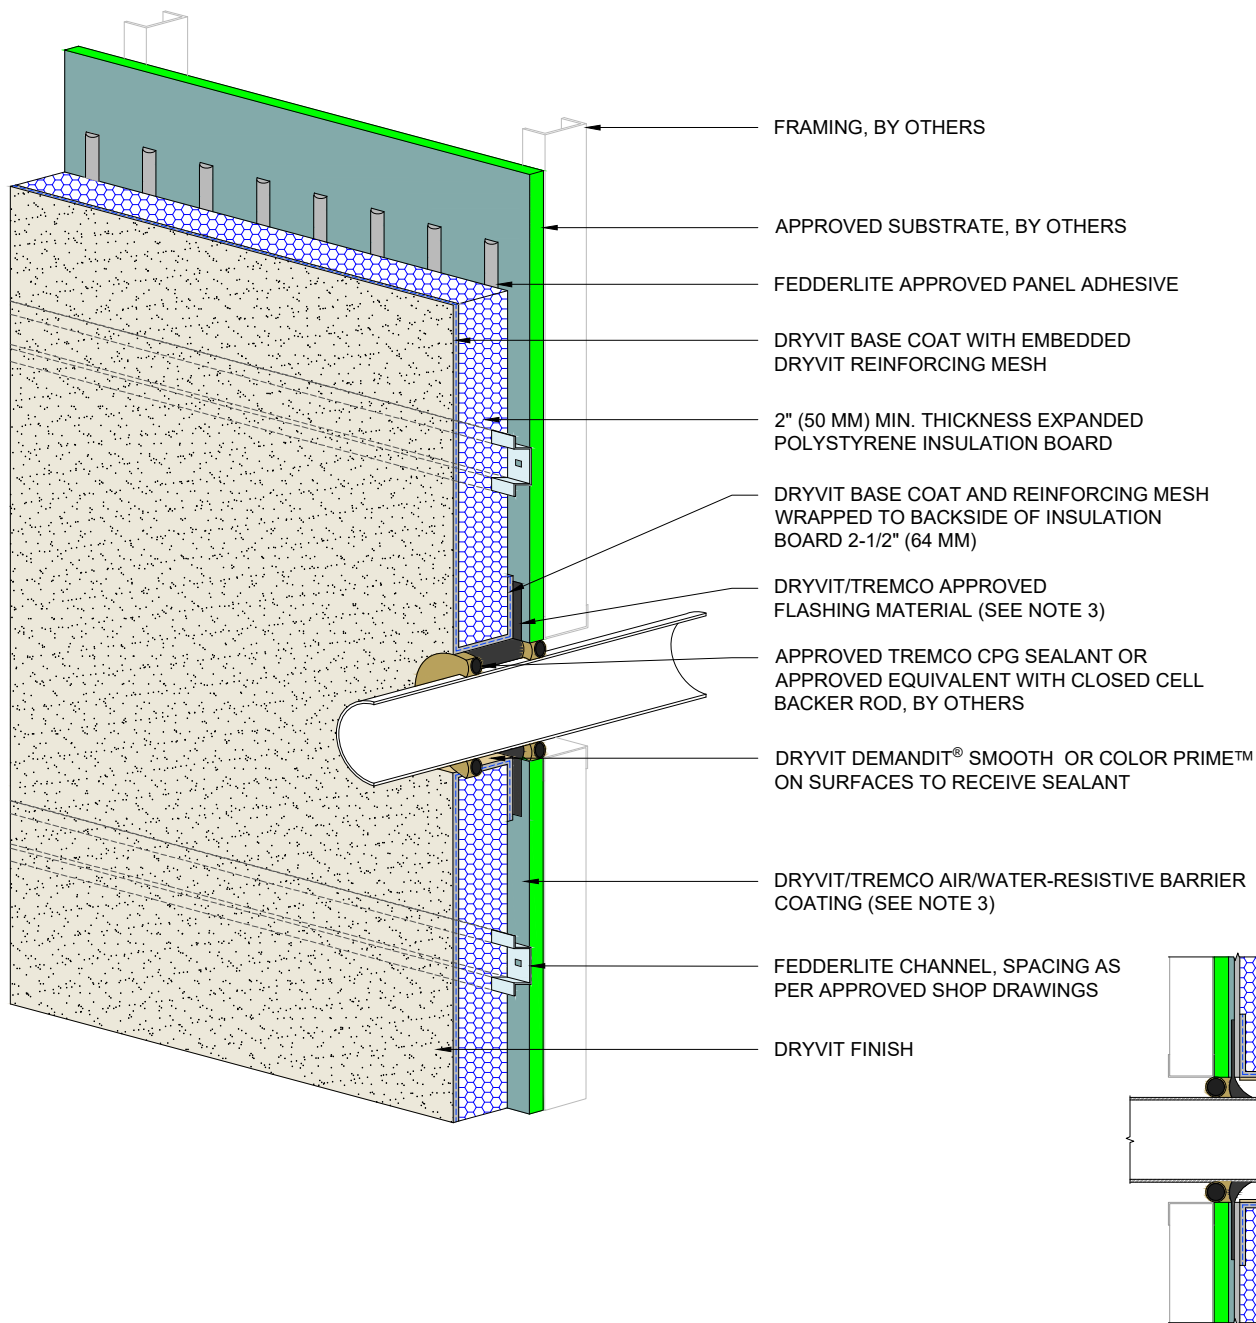 FRAMING, BY OTHERS
APPROVED SUBSTRATE, BY OTHERS
FEDDERLITE APPROVED PANEL ADHESIVE
DRYVIT BASE COAT WITH EMBEDDED
DRYVIT REINFORCING MESH
2" (50 MM) MIN. THICKNESS EXPANDED
POLYSTYRENE INSULATION BOARD
DRYVIT BASE COAT AND REINFORCING MESH
WRAPPED TO BACKSIDE OF INSULATION
BOARD 2-1/2" (64 MM)
DRYVIT/TREMCO APPROVED
FLASHING MATERIAL (SEE NOTE 3)
APPROVED TREMCO CPG SEALANT OR
APPROVED EQUIVALENT WITH CLOSED CELL
BACKER ROD, BY OTHERS
DRYVIT DEMANDIT® SMOOTH OR COLOR PRIME™
ON SURFACES TO RECEIVE SEALANT
DRYVIT/TREMCO AIR/WATER-RESISTIVE BARRIER
COATING (SEE NOTE 3)
FEDDERLITE CHANNEL, SPACING AS
PER APPROVED SHOP DRAWINGS
DRYVIT FINISH